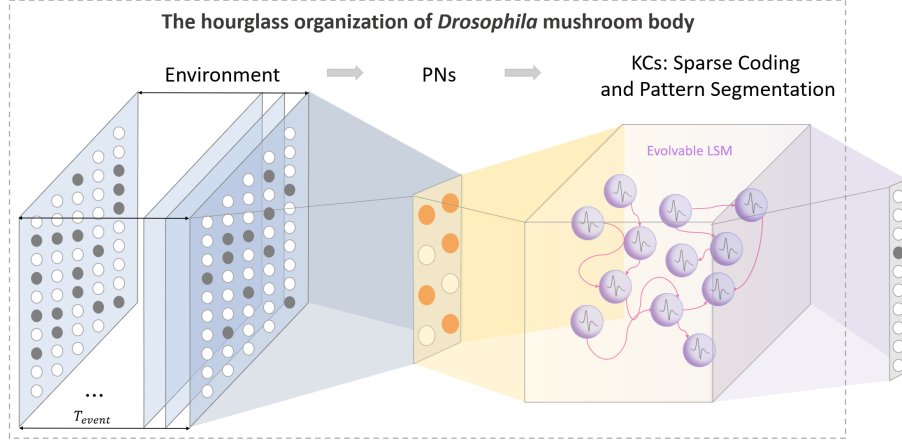 The hourglass organization of Drosophila mushroom body
Environment
PNs
KCs: Sparse Coding
and Pattern Segmentation
Evolvable LSM
...
T_event